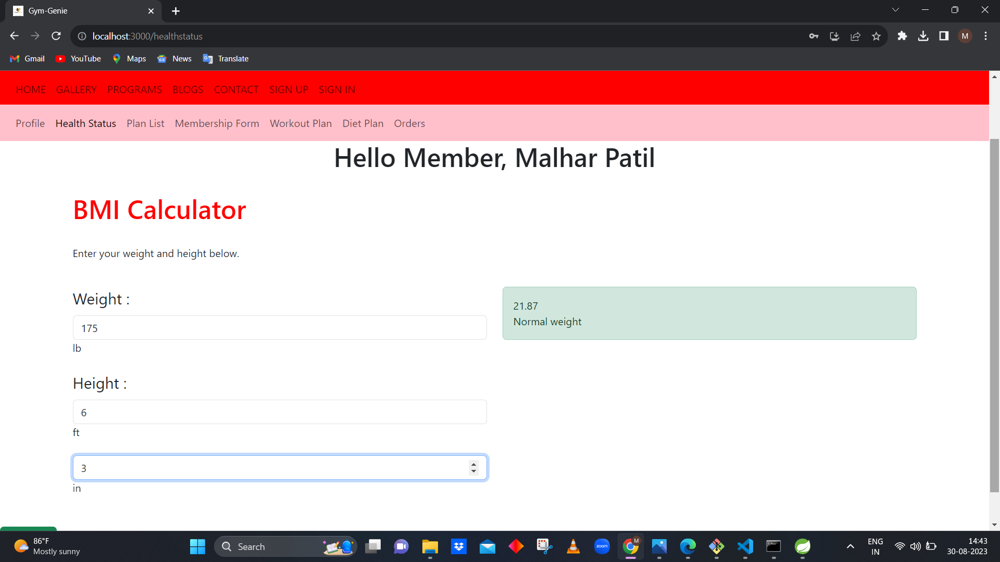 Gym-Genie
localhost:3000/healthstatus
M
Gmail YouTube Maps News Translate
HOME GALLERY PROGRAMS BLOGS CONTACT SIGN UP SIGN IN
Profile Health Status Plan List Membership Form Workout Plan Diet Plan Orders
Hello Member, Malhar Patil
BMI Calculator
Enter your weight and height below.
Weight :
175
lb
21.87
Normal weight
Height :
6
ft
3
in
86°F
Mostly sunny
Search
zoom
M
ENG
IN
14:43
30-08-2023